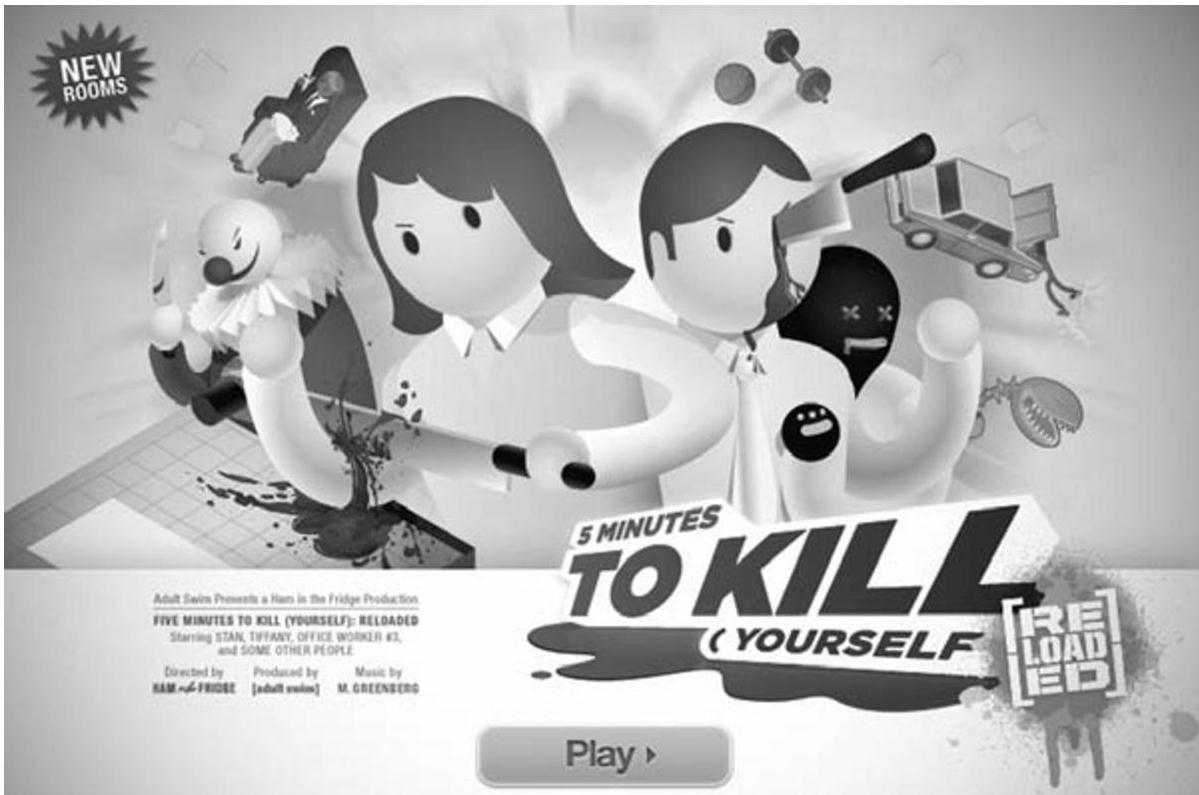 NEW
ROOMS
5 MINUTES
TO KILL
( YOURSELF
[RE
LOAD
ED]
Adult Swim Presents a Ham in the Fridge Production
FIVE MINUTES TO KILL (YOURSELF): RELOADED
Starring STAN, TIFFANY, OFFICE WORKER #3,
and SOME OTHER PEOPLE
Directed by Produced by Music by
HAM in the FRIDGE [adult swim] M. GREENBERG
Play